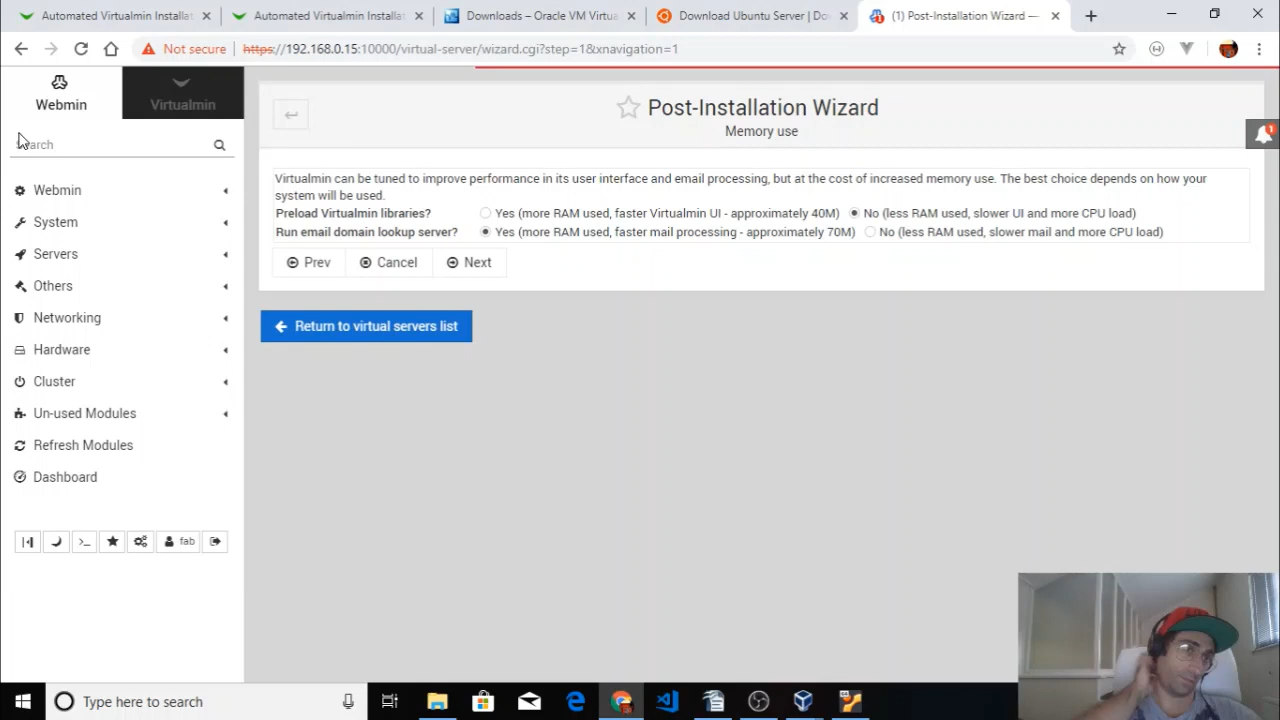 Automated Virtualmin Installat
Automated Virtualmin Installat
Downloads – Oracle VM Virtua
Download Ubuntu Server | Do
(1) Post-Installation Wizard —
Not secure
https://192.168.0.15:10000/virtual-server/wizard.cgi?step=1&xnavigation=1
Webmin
Virtualmin
Search
Webmin
System
Servers
Others
Networking
Hardware
Cluster
Un-used Modules
Refresh Modules
Dashboard
fab
Post-Installation Wizard
Memory use
1
Virtualmin can be tuned to improve performance in its user interface and email processing, but at the cost of increased memory use. The best choice depends on how your
system will be used.
Preload Virtualmin libraries? Yes (more RAM used, faster Virtualmin UI - approximately 40M) No (less RAM used, slower UI and more CPU load)
Run email domain lookup server? Yes (more RAM used, faster mail processing - approximately 70M) No (less RAM used, slower mail and more CPU load)
Prev Cancel Next
Return to virtual servers list
Type here to search